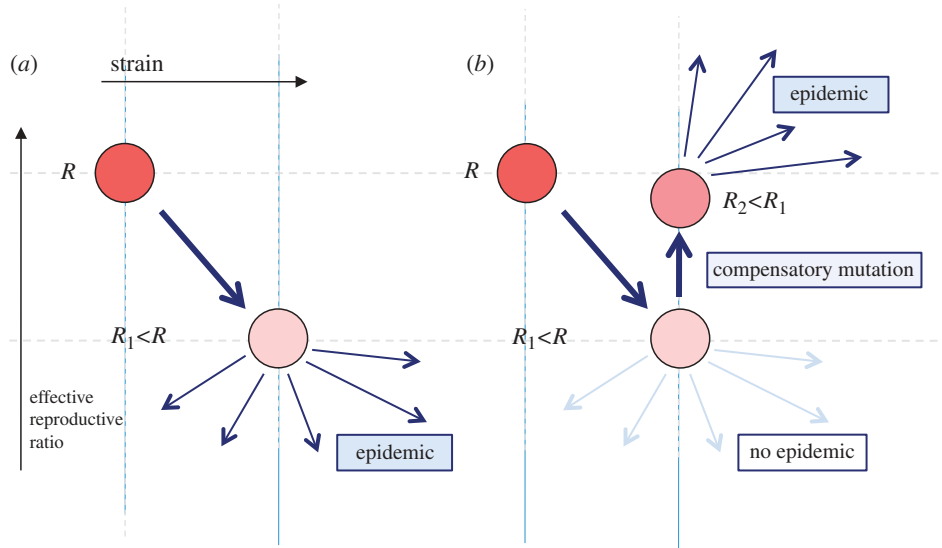 (a)
strain
R
R1<R
effective
reproductive
ratio
epidemic
(b)
epidemic
R
R2<R1
compensatory mutation
R1<R
no epidemic